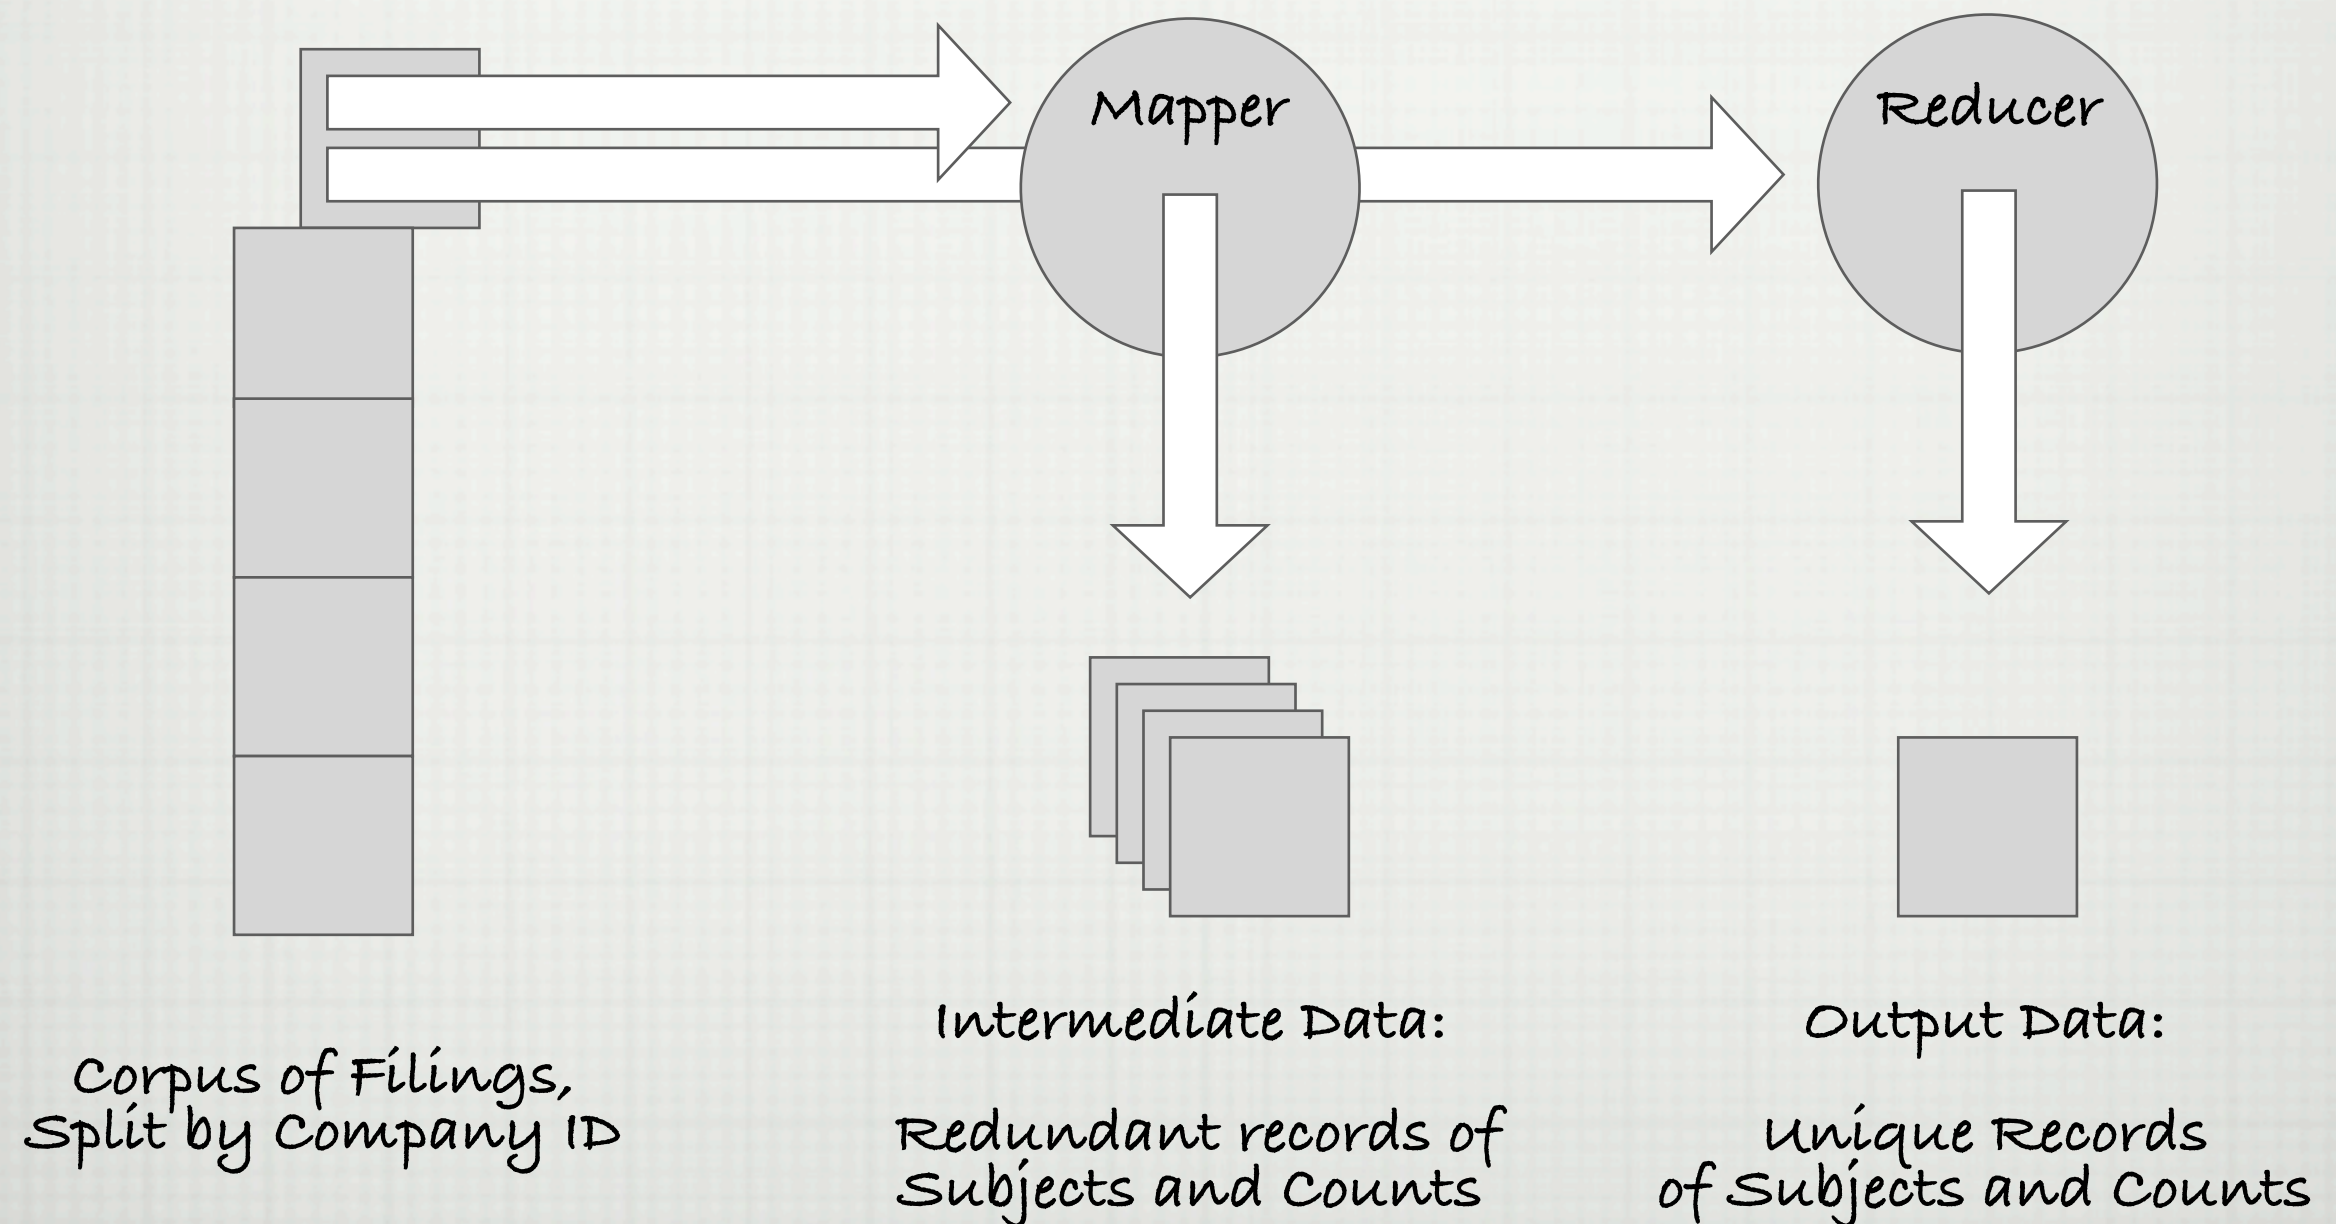 Mapper
Reducer
Corpus of Filings,
Split by Company ID
Intermediate Data:
Redundant records of
Subjects and Counts
Output Data:
Unique Records
of Subjects and Counts